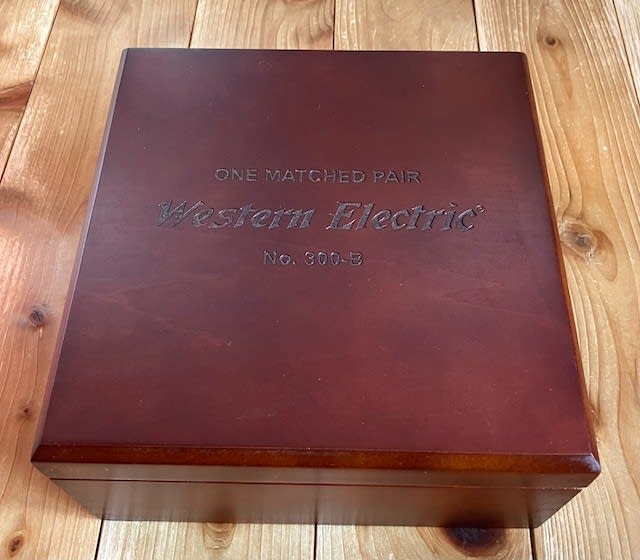 ONE MATCHED PAIR
Western Electric®
No. 300-B